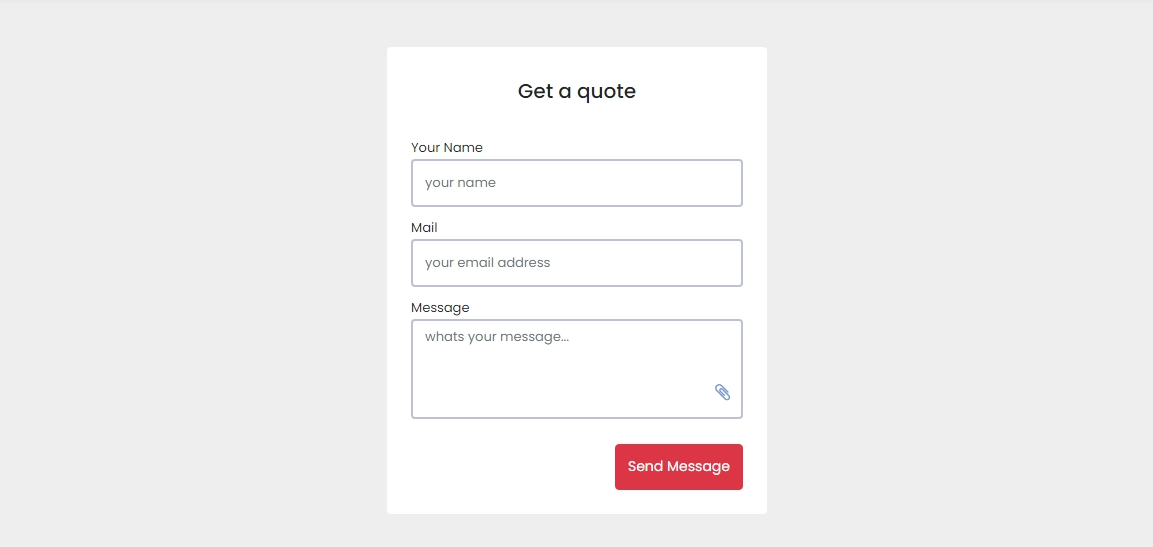 Get a quote
Your Name
your name
Mail
your email address
Message
whats your message...
Send Message